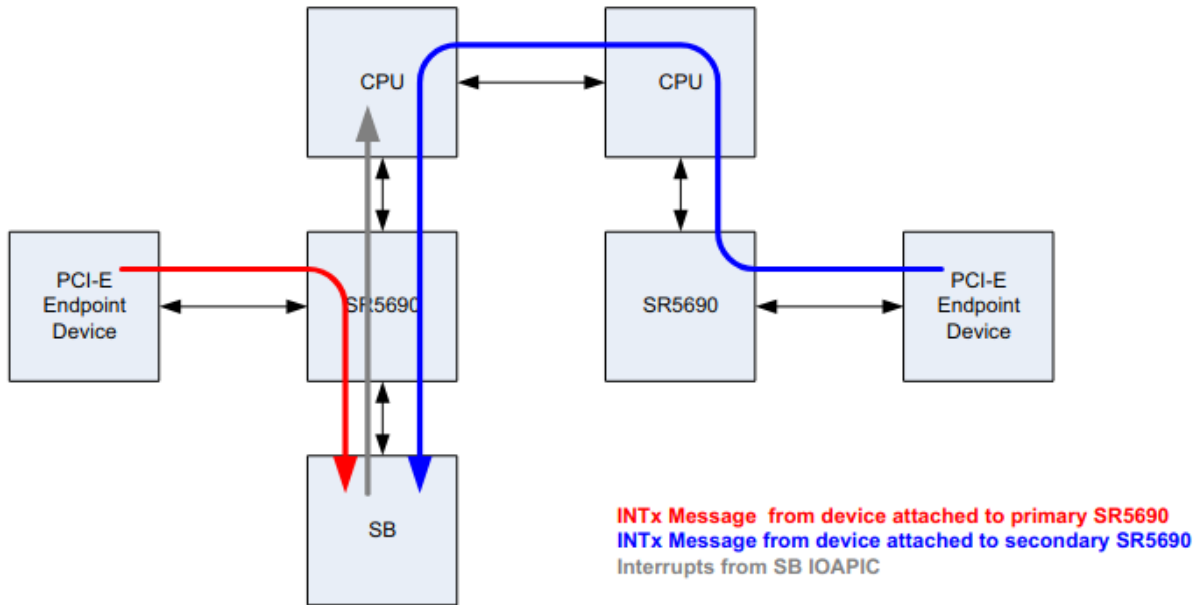 CPU
CPU
PCI-E
Endpoint
Device
SR5690
SR5690
PCI-E
Endpoint
Device
SB
INTx Message  from device attached to primary SR5690
INTx Message from device attached to secondary SR5690
Interrupts from SB IOAPIC